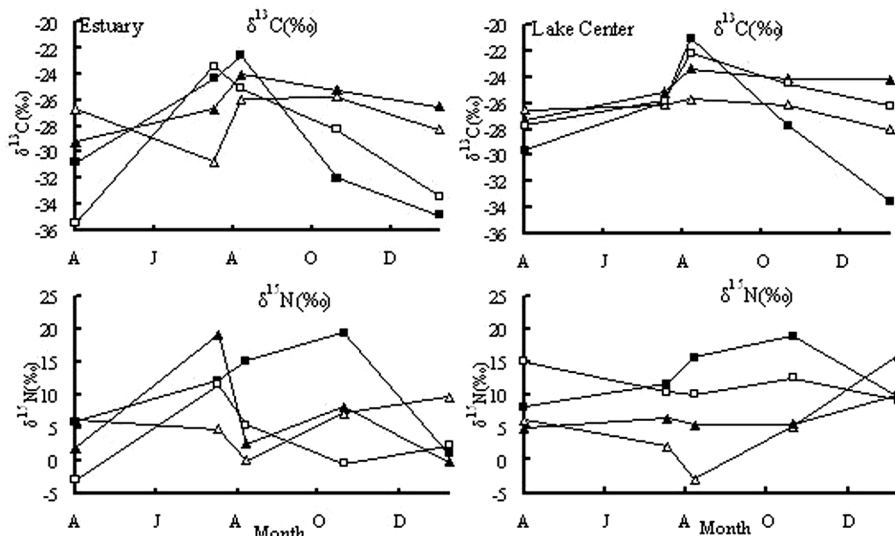 Estuary
δ¹³C(‰)
δ¹³C(‰)
-20
-22
-24
-26
-28
-30
-32
-34
-36
A J A O D
Lake Center
δ¹³C(‰)
δ¹³C(‰)
-20
-22
-24
-26
-28
-30
-32
-34
-36
A J A O D
δ¹⁵N(‰)
δ¹⁵N(‰)
25
20
15
10
5
0
-5
A J A O D
Month
δ¹⁵N(‰)
δ¹⁵N(‰)
25
20
15
10
5
0
-5
A J A O D
Month